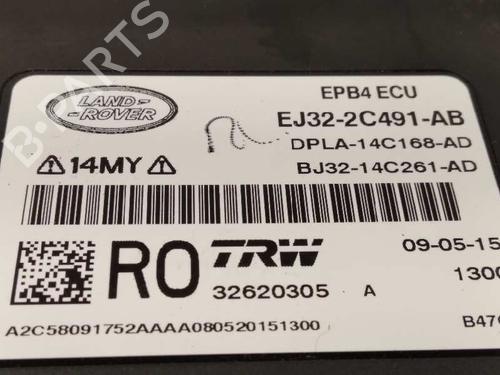 B-PARTS
LAND-
-ROVER
EPB4 ECU
EJ32-2C491-AB
DPLA-14C168-AD
14MY
BJ32-14C261-AD
RO
TRW
09-05-15
32620305 A
1300
A2C58091752AAAA080520151300